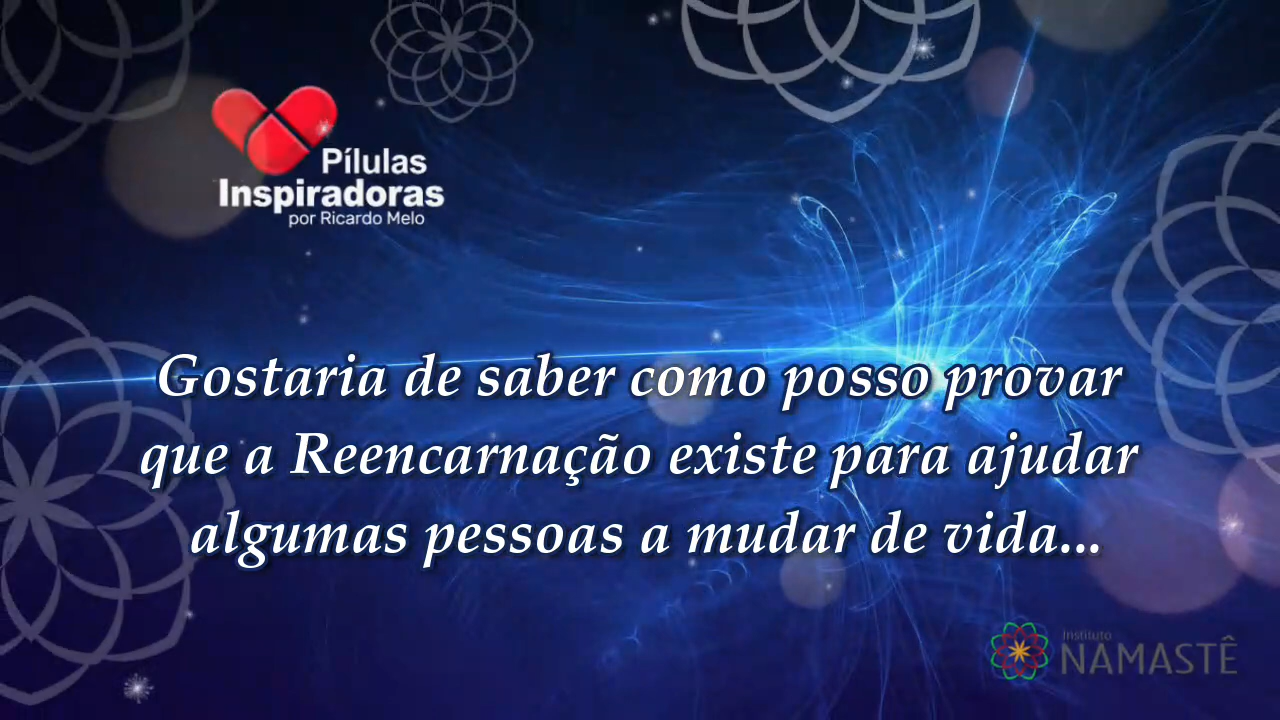 Pílulas
Inspiradoras
por Ricardo Melo
Gostaria de saber como posso provar
que a Reencarnação existe para ajudar
algumas pessoas a mudar de vida...
Instituto
NAMASTÊ